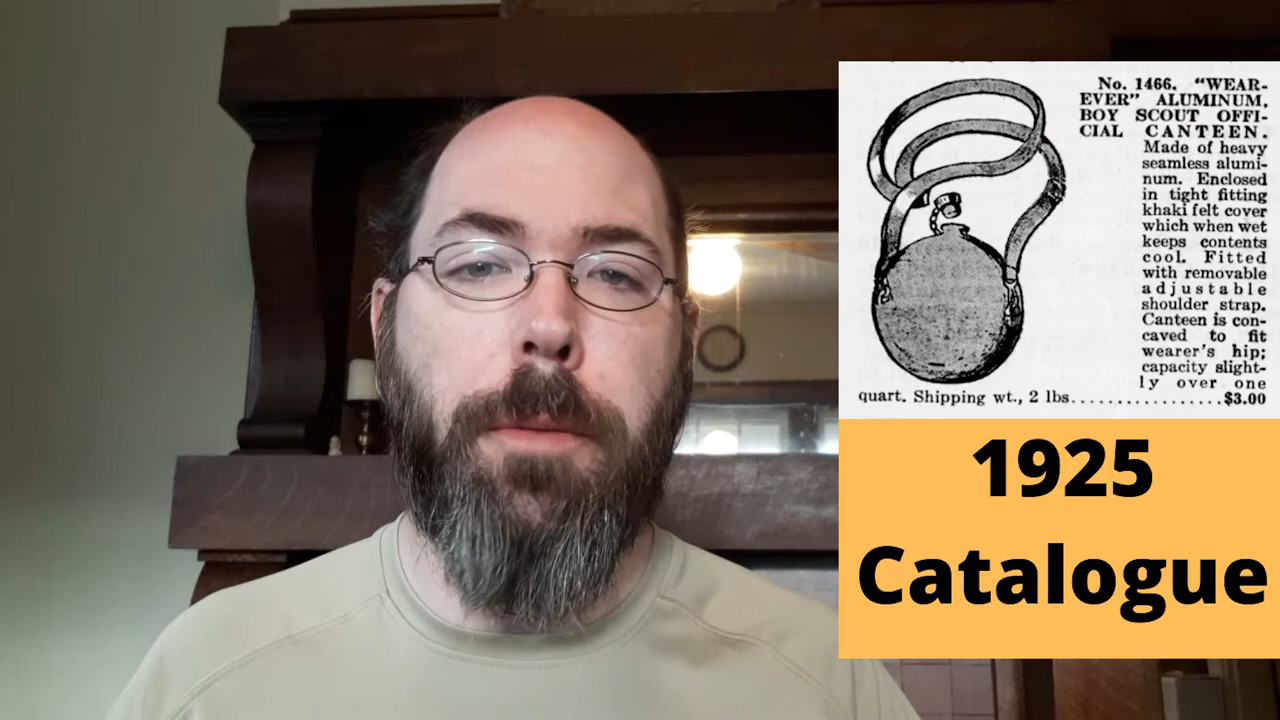 No. 1466. "WEAR-
EVER" ALUMINUM,
BOY SCOUT OFFI-
CIAL CANTEEN.
Made of heavy
seamless alumi-
num. Enclosed
in tight fitting
khaki felt cover
which when wet
keeps contents
cool. Fitted
with removable
adjustable
shoulder strap.
Canteen is con-
caved to fit
wearer's hip;
capacity slight-
ly over one
quart. Shipping wt., 2 lbs.................$3.00
1925
Catalogue